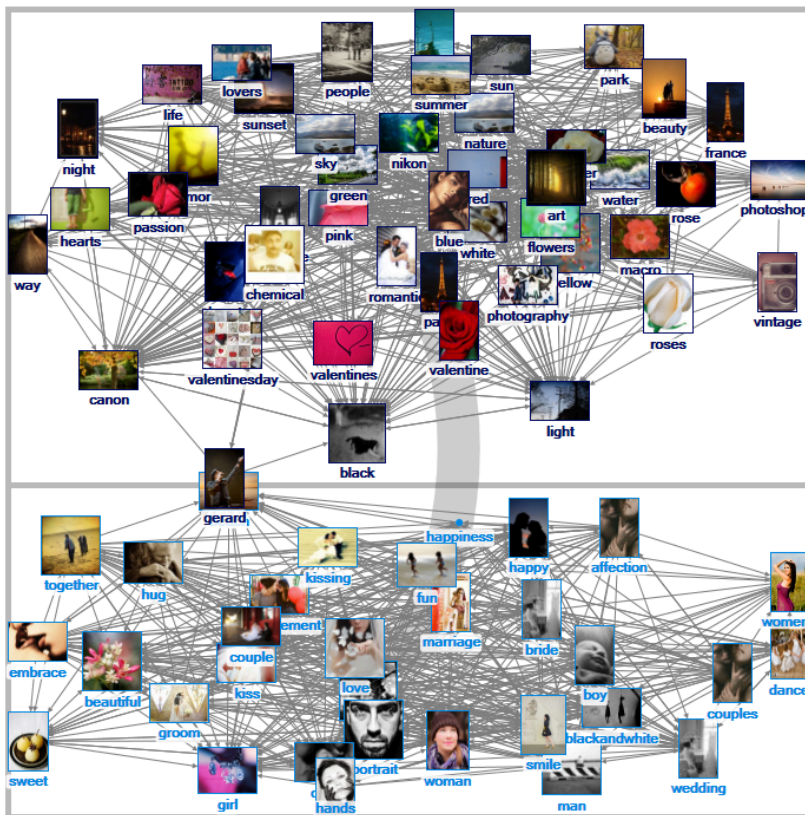 lovers
people
summer
sun
park
life
sunset
beauty
france
night
sky
nikon
nature
green
water
rose
photoshop
hearts
passion
pink
blue
red
white
art
flowers
macro
way
chemical
romantic
photography
roses
vintage
valentinesday
valentines
valentine
canon
light
black
gerard
happiness
together
hug
kissing
fun
happy
affection
women
embrace
beautiful
couple
kiss
love
marriage
bride
boy
couples
dance
groom
blackandwhite
sweet
girl
hands
portrait
woman
smile
man
wedding